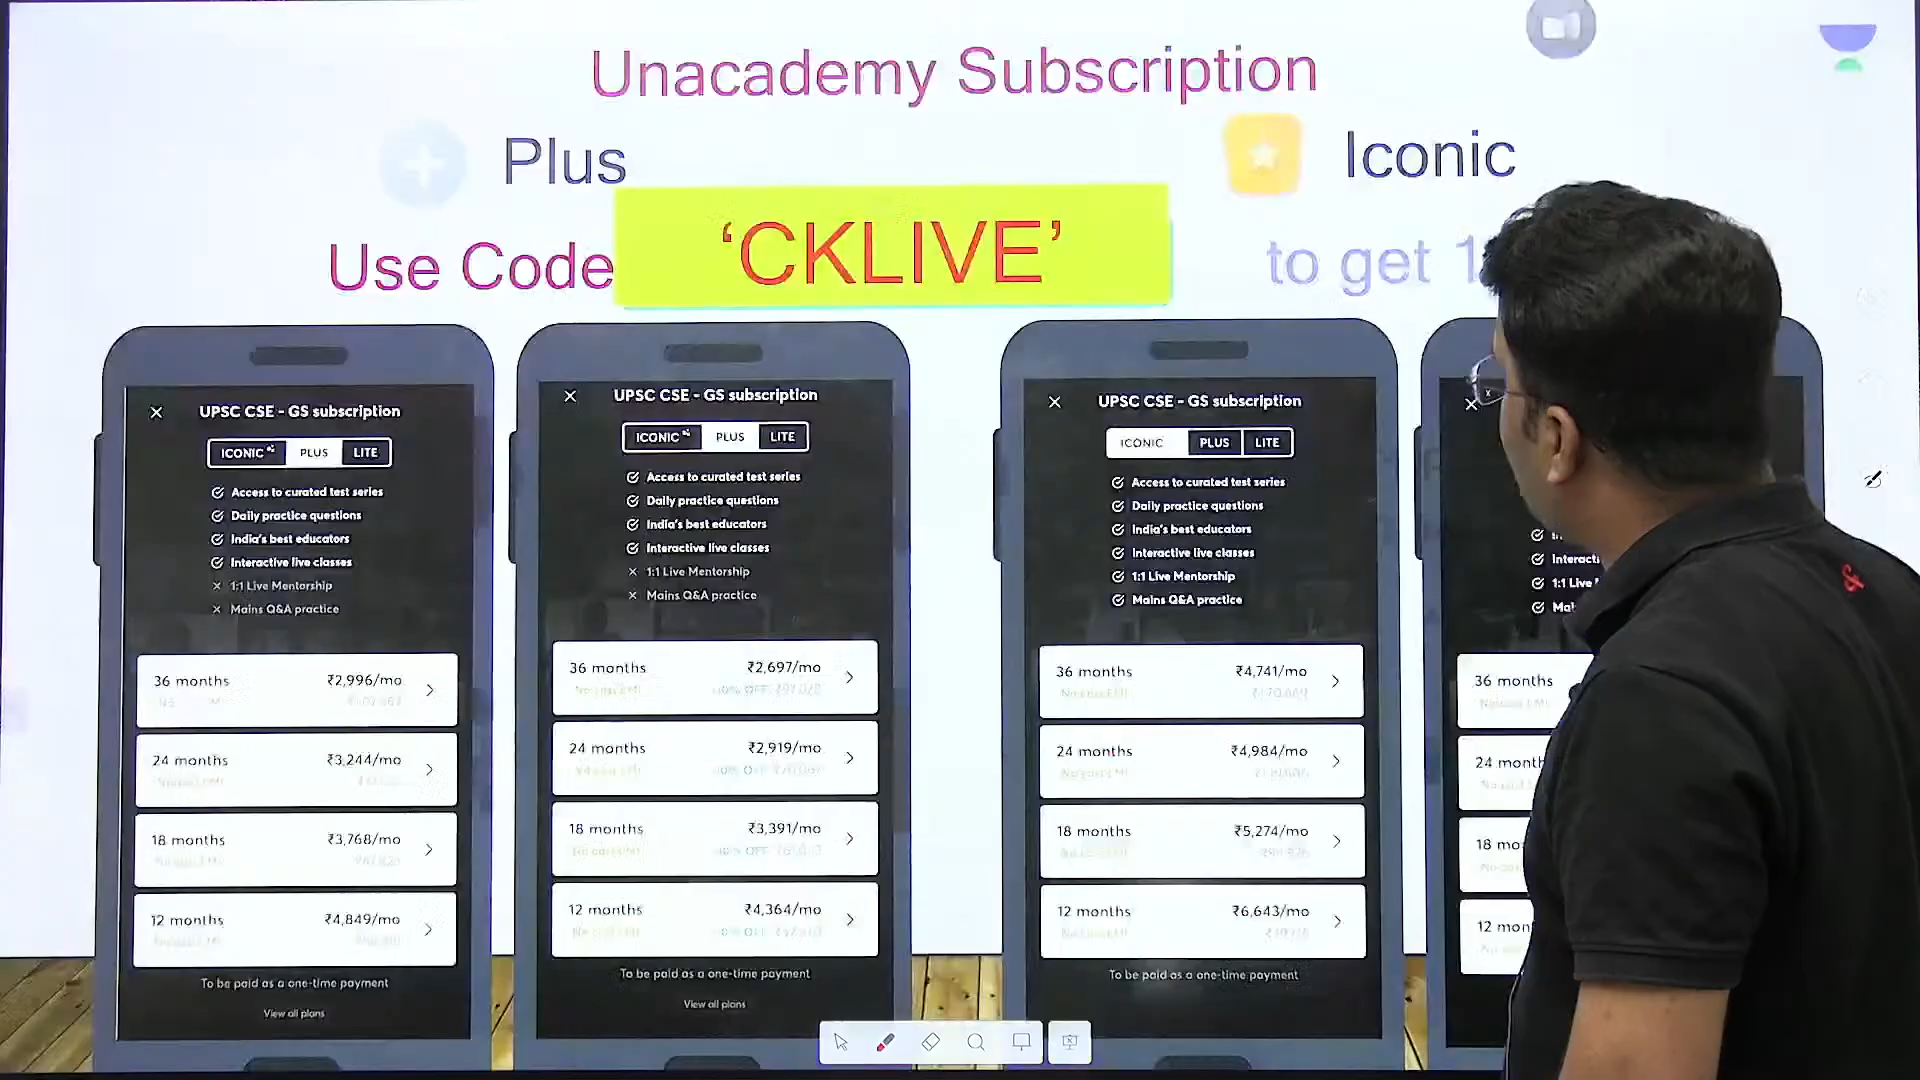 Unacademy Subscription
Plus
Iconic
Use Code 'CKLIVE' to get 1
UPSC CSE - GS subscription
ICONIC PLUS LITE
Access to curated test series
Daily practice questions
India's best educators
Interactive live classes
1:1 Live Mentorship
Mains Q&A practice
36 months ₹2,996/mo
24 months ₹3,244/mo
18 months ₹3,768/mo
12 months ₹4,849/mo
To be paid as a one-time payment
View all plans
UPSC CSE - GS subscription
ICONIC PLUS LITE
Access to curated test series
Daily practice questions
India's best educators
Interactive live classes
1:1 Live Mentorship
Mains Q&A practice
36 months ₹2,697/mo
24 months ₹2,919/mo
18 months ₹3,391/mo
12 months ₹4,364/mo
To be paid as a one-time payment
View all plans
UPSC CSE - GS subscription
ICONIC PLUS LITE
Access to curated test series
Daily practice questions
India's best educators
Interactive live classes
1:1 Live Mentorship
Mains Q&A practice
36 months ₹4,741/mo
24 months ₹4,984/mo
18 months ₹5,274/mo
12 months ₹6,643/mo
To be paid as a one-time payment
1:1 Live
36 months
24 month
18 mo
12 mon
&